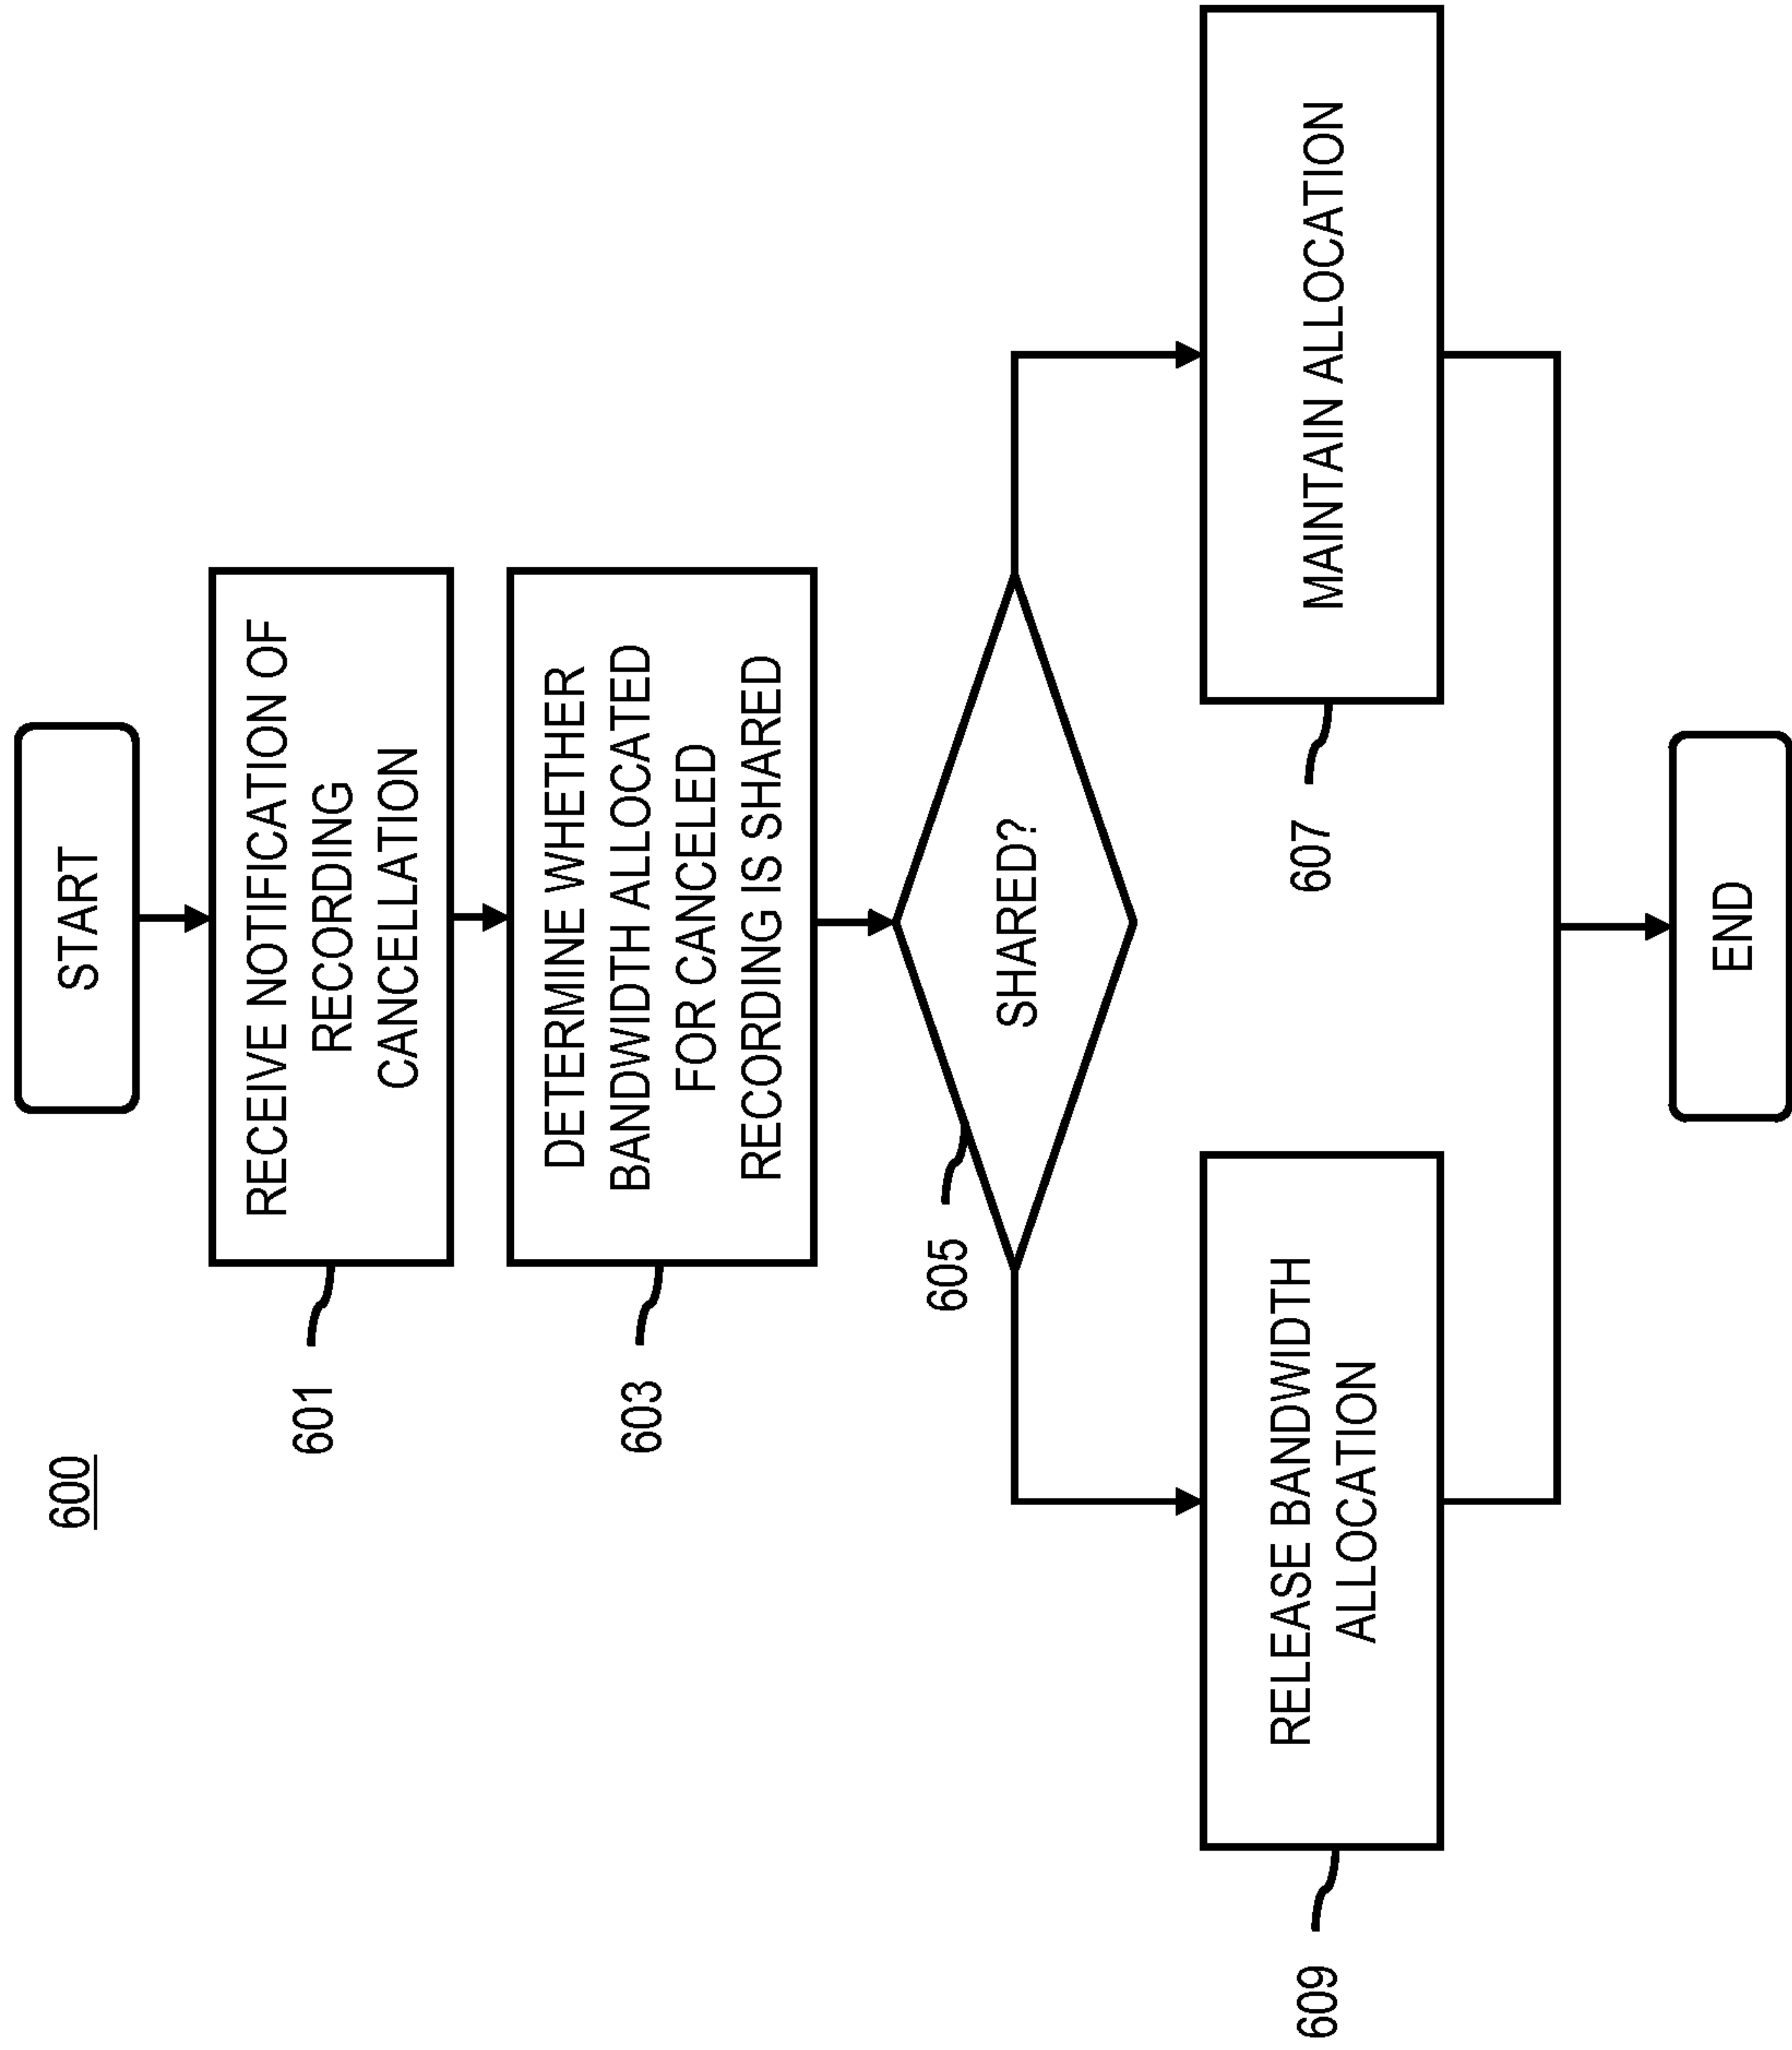 600
START
601
RECEIVE NOTIFICATION OF
RECORDING
CANCELLATION
603
DETERMINE WHETHER
BANDWIDTH ALLOCATED
FOR CANCELED
RECORDING IS SHARED
605
SHARED?
609
RELEASE BANDWIDTH
ALLOCATION
607
MAINTAIN ALLOCATION
END